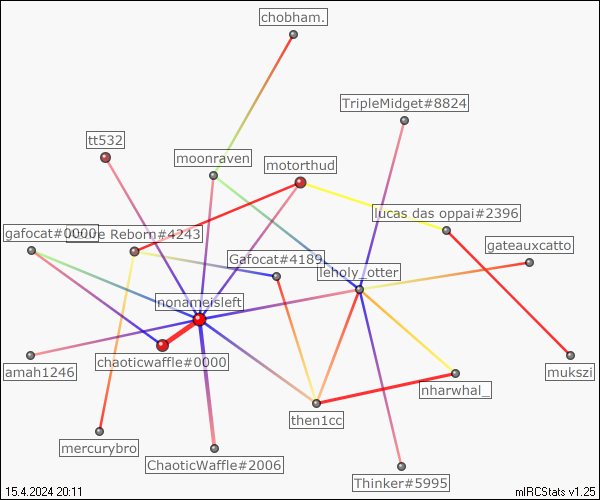 chobham.
TripleMidget#8824
tt532
moonraven
motorthud
lucas das oppai#2396
gafocat#0000
Reborn#4243
gateauxcatto
Gafocat#4189
leholy_otter
nonameisleft
chaoticwaffle#0000
amah1246
mukszi
nharwhal_
then1cc
mercurybro
ChaoticWaffle#2006
Thinker#5995
15.4.2024 20:11
mIRCStats v1.25